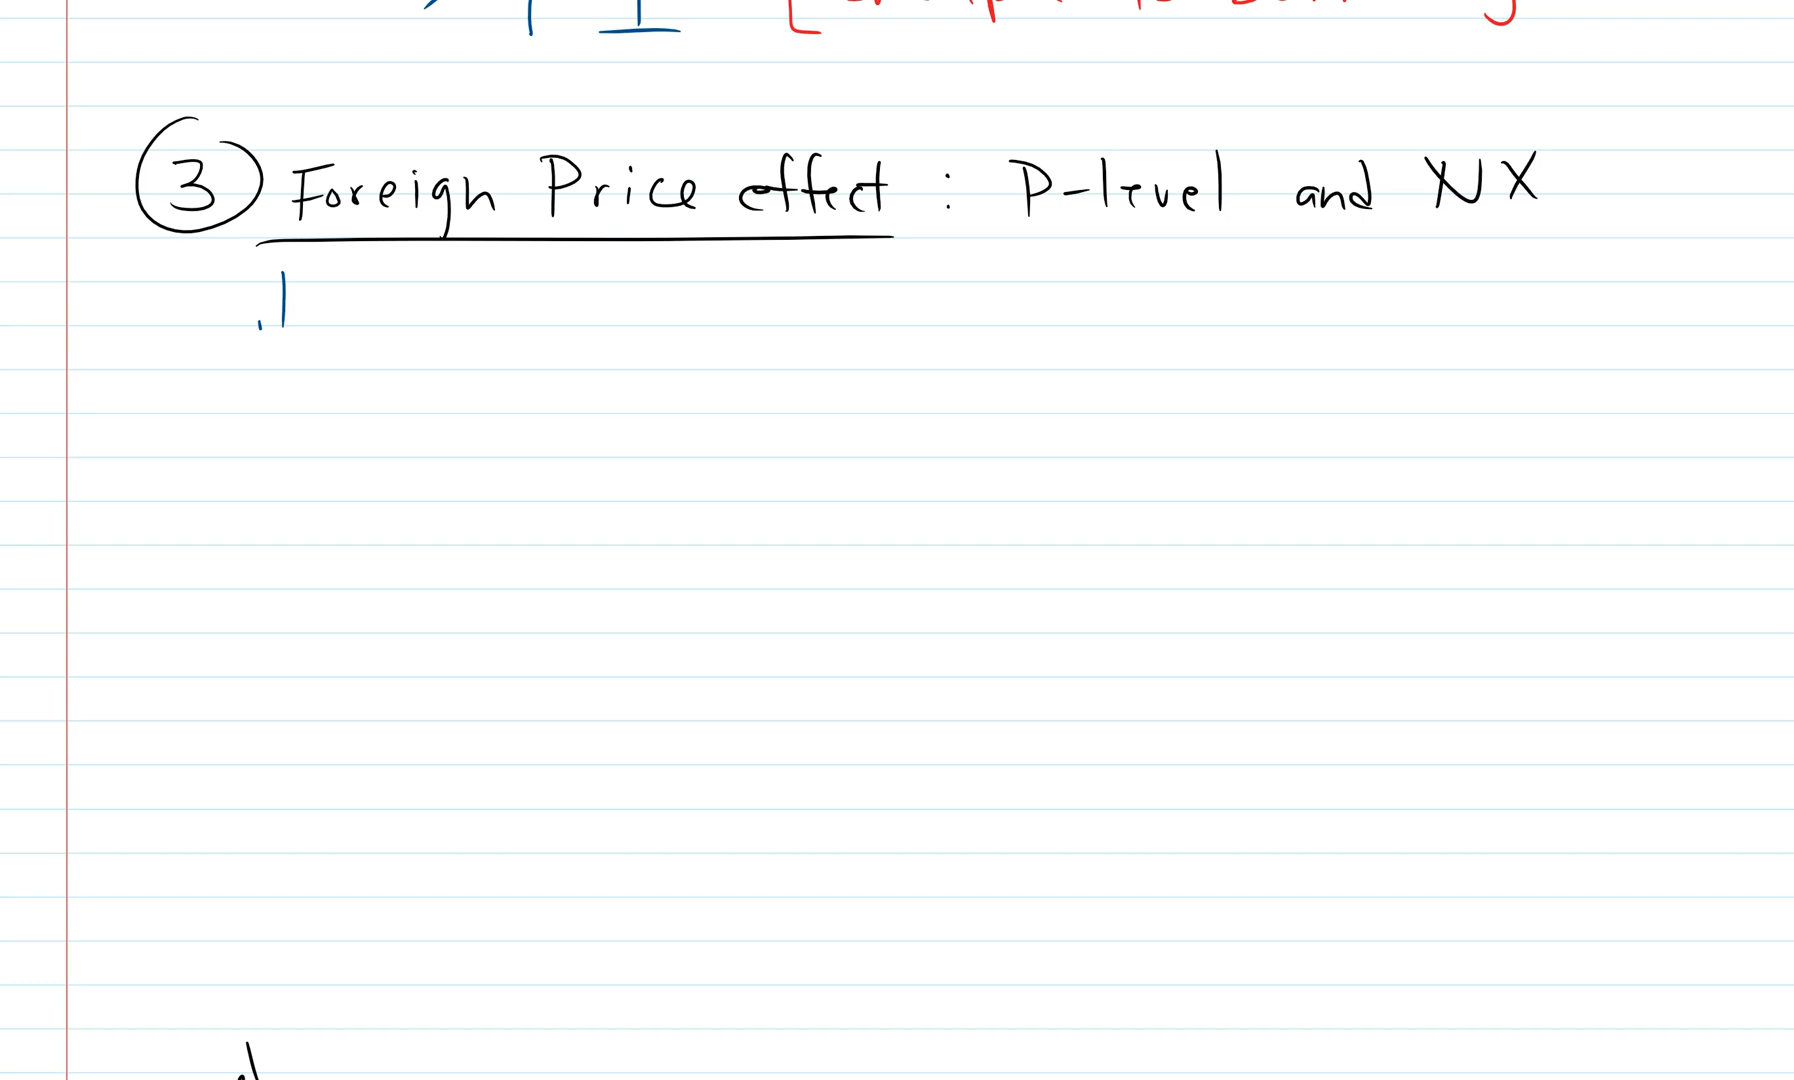 ③ Foreign Price effect : P-level and NX